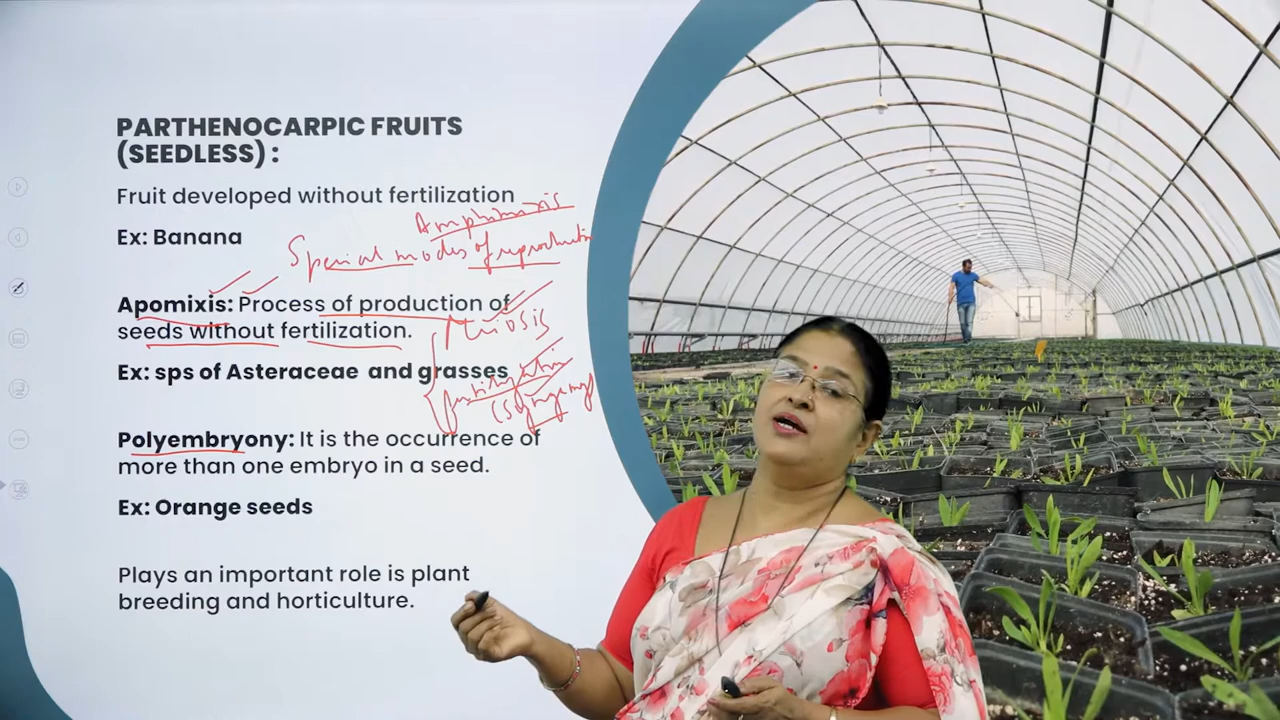 PARTHENOCARPIC FRUITS
(SEEDLESS) :
Fruit developed without fertilization
Amphimixis
Ex: Banana
Special modes of reproduction
Apomixis: Process of production of
seeds without fertilization.
Meiosis
Ex: sps of Asteraceae and grasses
fertilization
(Syngamy)
Polyembryony: It is the occurrence of
more than one embryo in a seed.
Ex: Orange seeds
Plays an important role is plant
breeding and horticulture.